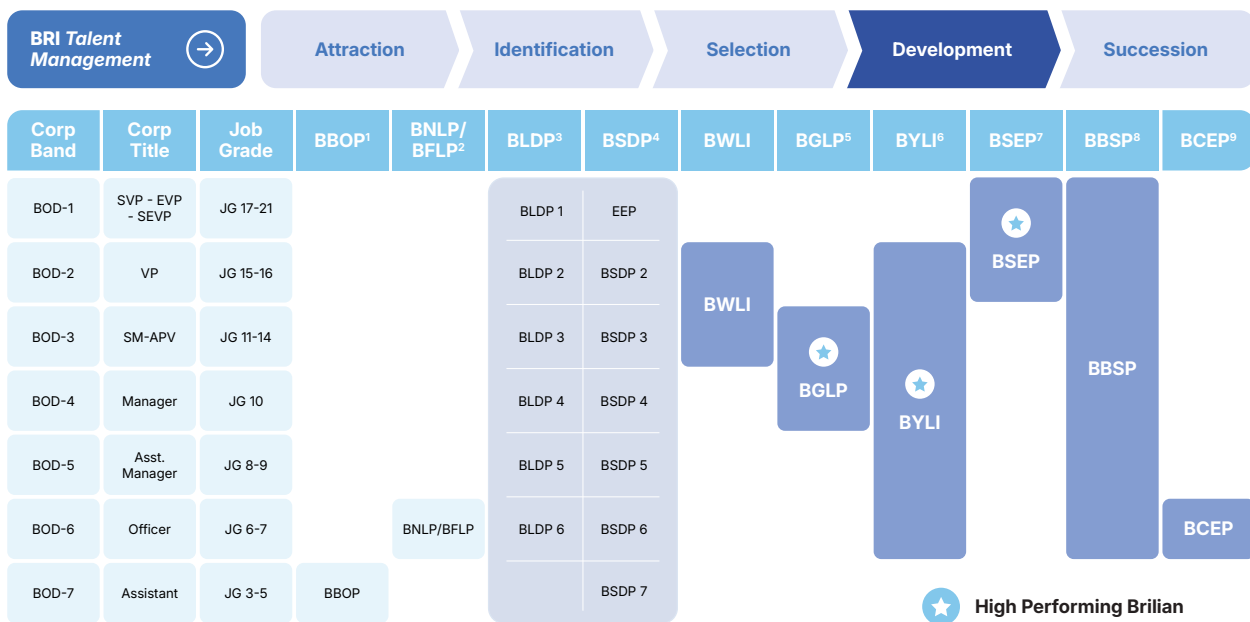 BRI Talent
Management
Attraction
Identification
Selection
Development
Succession
Corp
Band
Corp
Title
Job
Grade
BBOP¹
BNLP/
BFLP²
BLDP³
BSDP⁴
BWLI
BGLP⁵
BYLI⁶
BSEP⁷
BBSP⁸
BCEP⁹
BOD-1
SVP - EVP
- SEVP
JG 17-21
BLDP 1
EEP
BSEP
BOD-2
VP
JG 15-16
BLDP 2
BSDP 2
BWLI
BOD-3
SM-APV
JG 11-14
BLDP 3
BSDP 3
BGLP
BBSP
BOD-4
Manager
JG 10
BLDP 4
BSDP 4
BYLI
BOD-5
Asst.
Manager
JG 8-9
BLDP 5
BSDP 5
BOD-6
Officer
JG 6-7
BNLP/BFLP
BLDP 6
BSDP 6
BCEP
BOD-7
Assistant
JG 3-5
BBOP
BSDP 7
High Performing Brilian